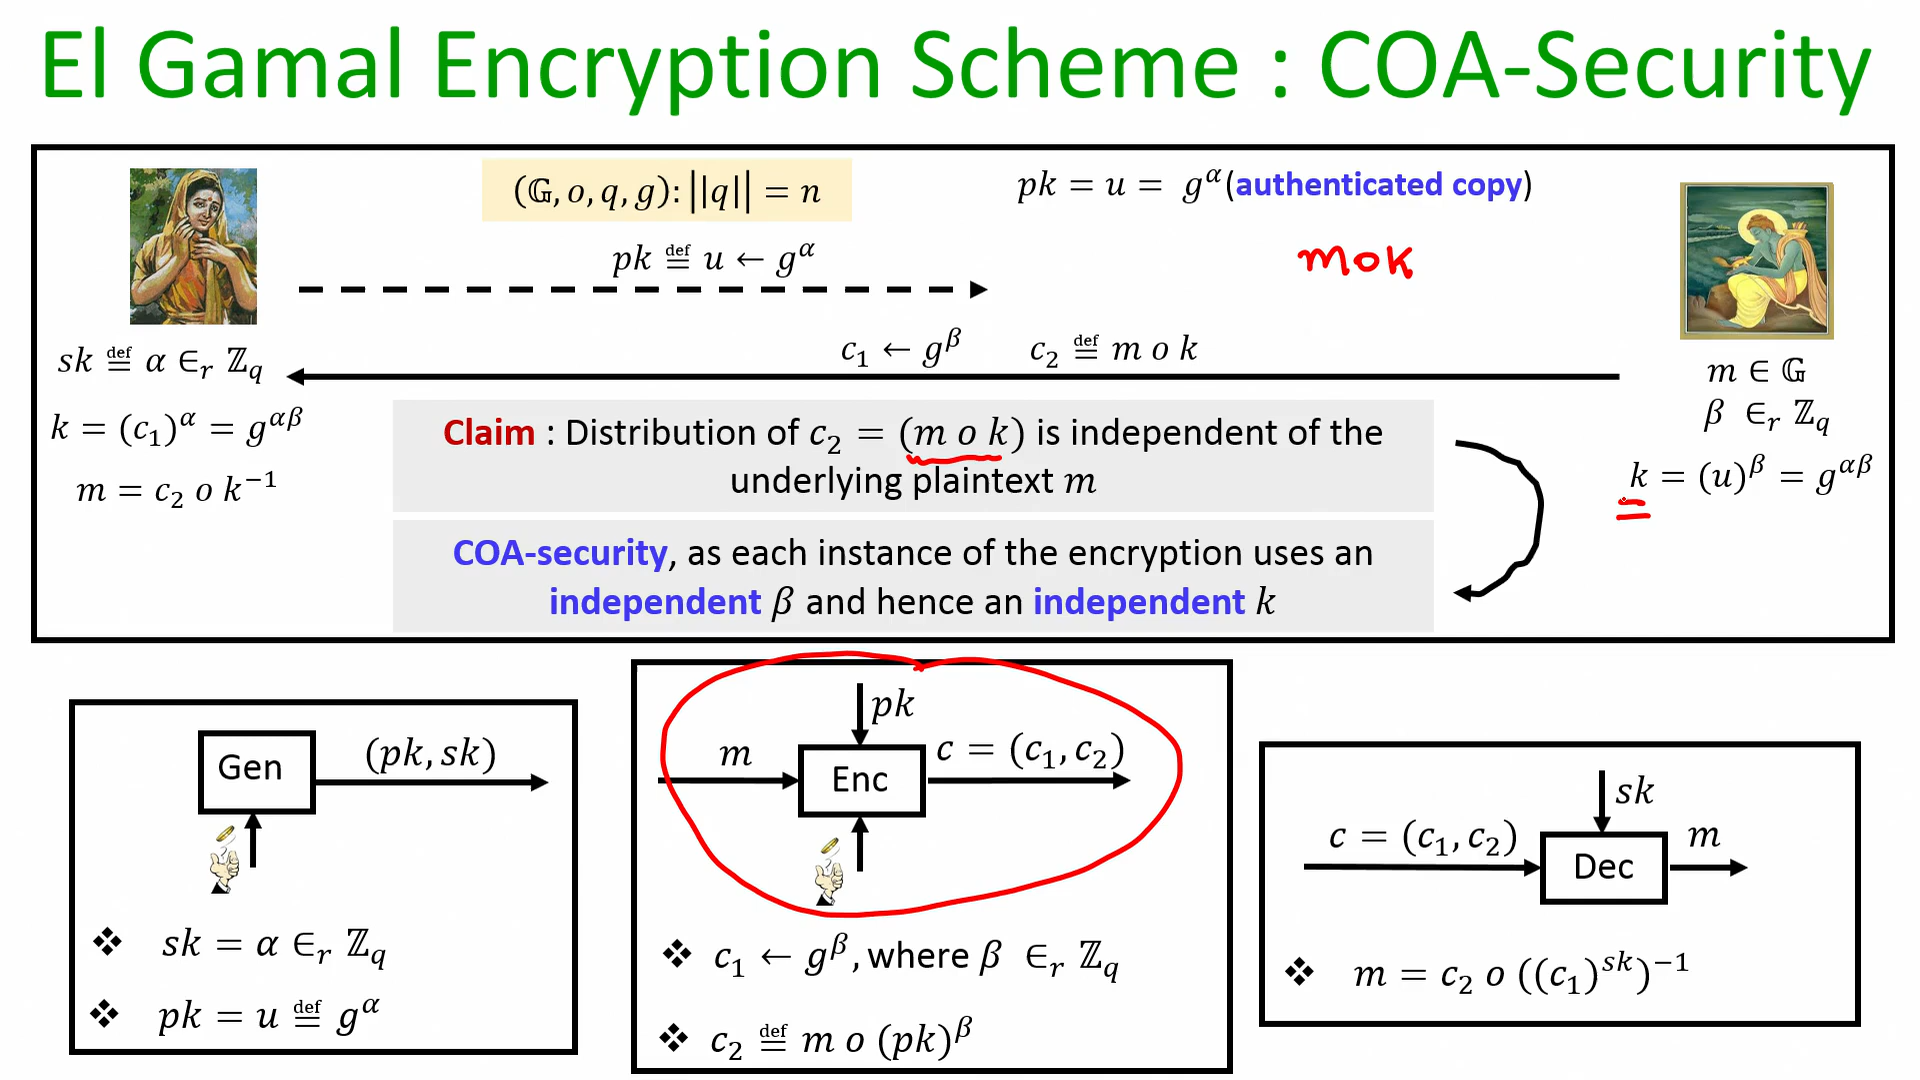 El Gamal Encryption Scheme : COA-Security
(𝔾, o, q, g): ||q|| = n
pk = u = g^α (authenticated copy)
pk ≝ u ← g^α
mok
c₁ ← g^β   c₂ ≝ m o k
sk ≝ α ∈ᵣ ℤ_q
k = (c₁)^α = g^{αβ}
m = c₂ o k⁻¹
m ∈ 𝔾
β ∈ᵣ ℤ_q
k = (u)^β = g^{αβ}
Claim : Distribution of c₂ = (m o k) is independent of the
underlying plaintext m
COA-security, as each instance of the encryption uses an
independent β and hence an independent k
Gen
(pk, sk)
❖ sk = α ∈ᵣ ℤ_q
❖ pk = u ≝ g^α
pk
m
Enc
c = (c₁, c₂)
❖ c₁ ← g^β, where β ∈ᵣ ℤ_q
❖ c₂ ≝ m o (pk)^β
sk
c = (c₁, c₂)
Dec
m
❖ m = c₂ o ((c₁)^{sk})⁻¹